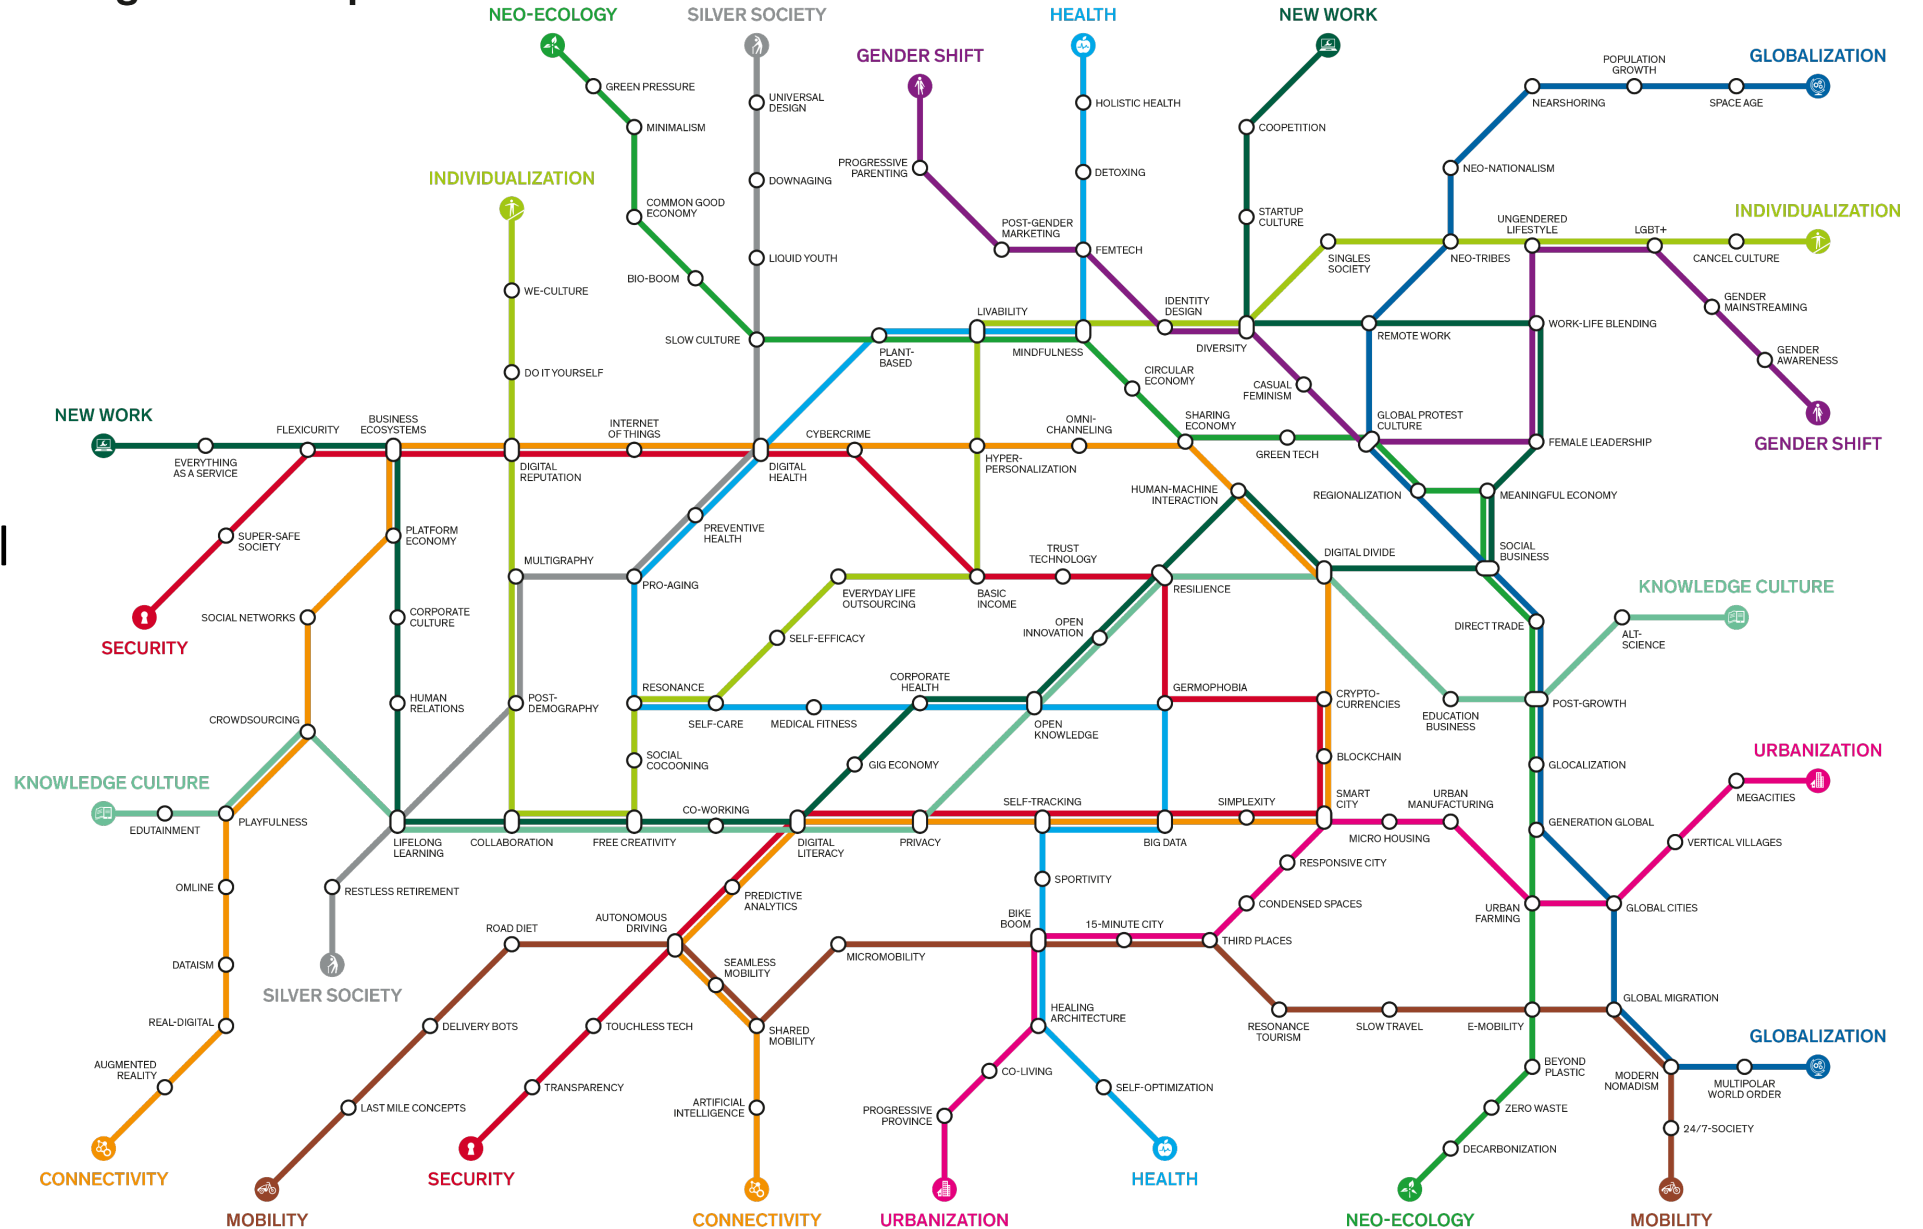 NEO-ECOLOGY
SILVER SOCIETY
HEALTH
NEW WORK
GENDER SHIFT
GLOBALIZATION
POPULATION
GROWTH
GREEN PRESSURE
UNIVERSAL
DESIGN
HOLISTIC HEALTH
NEARSHORING
SPACE AGE
MINIMALISM
COOPETITION
PROGRESSIVE
PARENTING
DETOXING
NEO-NATIONALISM
INDIVIDUALIZATION
DOWNAGING
COMMON GOOD
ECONOMY
STARTUP
CULTURE
INDIVIDUALIZATION
POST-GENDER
MARKETING
FEMTECH
UNGENDERED
LIFESTYLE
LGBT+
LIQUID YOUTH
SINGLES
SOCIETY
NEO-TRIBES
CANCEL CULTURE
BIO-BOOM
WE-CULTURE
IDENTITY
DESIGN
GENDER
MAINSTREAMING
LIVABILITY
SLOW CULTURE
PLANT-
BASED
MINDFULNESS
DIVERSITY
REMOTE WORK
WORK-LIFE BLENDING
GENDER
AWARENESS
DO IT YOURSELF
CIRCULAR
ECONOMY
CASUAL
FEMINISM
NEW WORK
FLEXICURITY
BUSINESS
ECOSYSTEMS
INTERNET
OF THINGS
CYBERCRIME
OMNI-
CHANNELING
SHARING
ECONOMY
GLOBAL PROTEST
CULTURE
GENDER SHIFT
EVERYTHING
AS A SERVICE
DIGITAL
REPUTATION
DIGITAL
HEALTH
HYPER-
PERSONALIZATION
GREEN TECH
FEMALE LEADERSHIP
HUMAN-MACHINE
INTERACTION
REGIONALIZATION
MEANINGFUL ECONOMY
SUPER-SAFE
SOCIETY
PLATFORM
ECONOMY
PREVENTIVE
HEALTH
MULTIGRAPHY
PRO-AGING
TRUST
TECHNOLOGY
DIGITAL DIVIDE
SOCIAL
BUSINESS
EVERYDAY LIFE
OUTSOURCING
BASIC
INCOME
RESILIENCE
KNOWLEDGE CULTURE
SOCIAL NETWORKS
CORPORATE
CULTURE
SECURITY
SELF-EFFICACY
OPEN
INNOVATION
DIRECT TRADE
ALT-
SCIENCE
HUMAN
RELATIONS
POST-
DEMOGRAPHY
RESONANCE
SELF-CARE
MEDICAL FITNESS
CORPORATE
HEALTH
OPEN
KNOWLEDGE
GERMOPHOBIA
CRYPTO-
CURRENCIES
EDUCATION
BUSINESS
POST-GROWTH
CROWDSOURCING
SOCIAL
COCOONING
GIG ECONOMY
BLOCKCHAIN
GLOCALIZATION
URBANIZATION
KNOWLEDGE CULTURE
MEGACITIES
EDUTAINMENT
PLAYFULNESS
CO-WORKING
SELF-TRACKING
SIMPLEXITY
SMART
CITY
URBAN
MANUFACTURING
LIFELONG
LEARNING
COLLABORATION
FREE CREATIVITY
DIGITAL
LITERACY
PRIVACY
BIG DATA
MICRO HOUSING
GENERATION GLOBAL
VERTICAL VILLAGES
OMLINE
RESTLESS RETIREMENT
PREDICTIVE
ANALYTICS
SPORTIVITY
RESPONSIVE CITY
CONDENSED SPACES
URBAN
FARMING
GLOBAL CITIES
ROAD DIET
AUTONOMOUS
DRIVING
BIKE
BOOM
15-MINUTE CITY
THIRD PLACES
DATAISM
SILVER SOCIETY
SEAMLESS
MOBILITY
MICROMOBILITY
REAL-DIGITAL
DELIVERY BOTS
TOUCHLESS TECH
SHARED
MOBILITY
HEALING
ARCHITECTURE
RESONANCE
TOURISM
SLOW TRAVEL
E-MOBILITY
GLOBAL MIGRATION
GLOBALIZATION
AUGMENTED
REALITY
TRANSPARENCY
CO-LIVING
SELF-OPTIMIZATION
BEYOND
PLASTIC
MODERN
NOMADISM
MULTIPOLAR
WORLD ORDER
LAST MILE CONCEPTS
ARTIFICIAL
INTELLIGENCE
PROGRESSIVE
PROVINCE
ZERO WASTE
24/7-SOCIETY
DECARBONIZATION
CONNECTIVITY
SECURITY
HEALTH
MOBILITY
CONNECTIVITY
URBANIZATION
NEO-ECOLOGY
MOBILITY